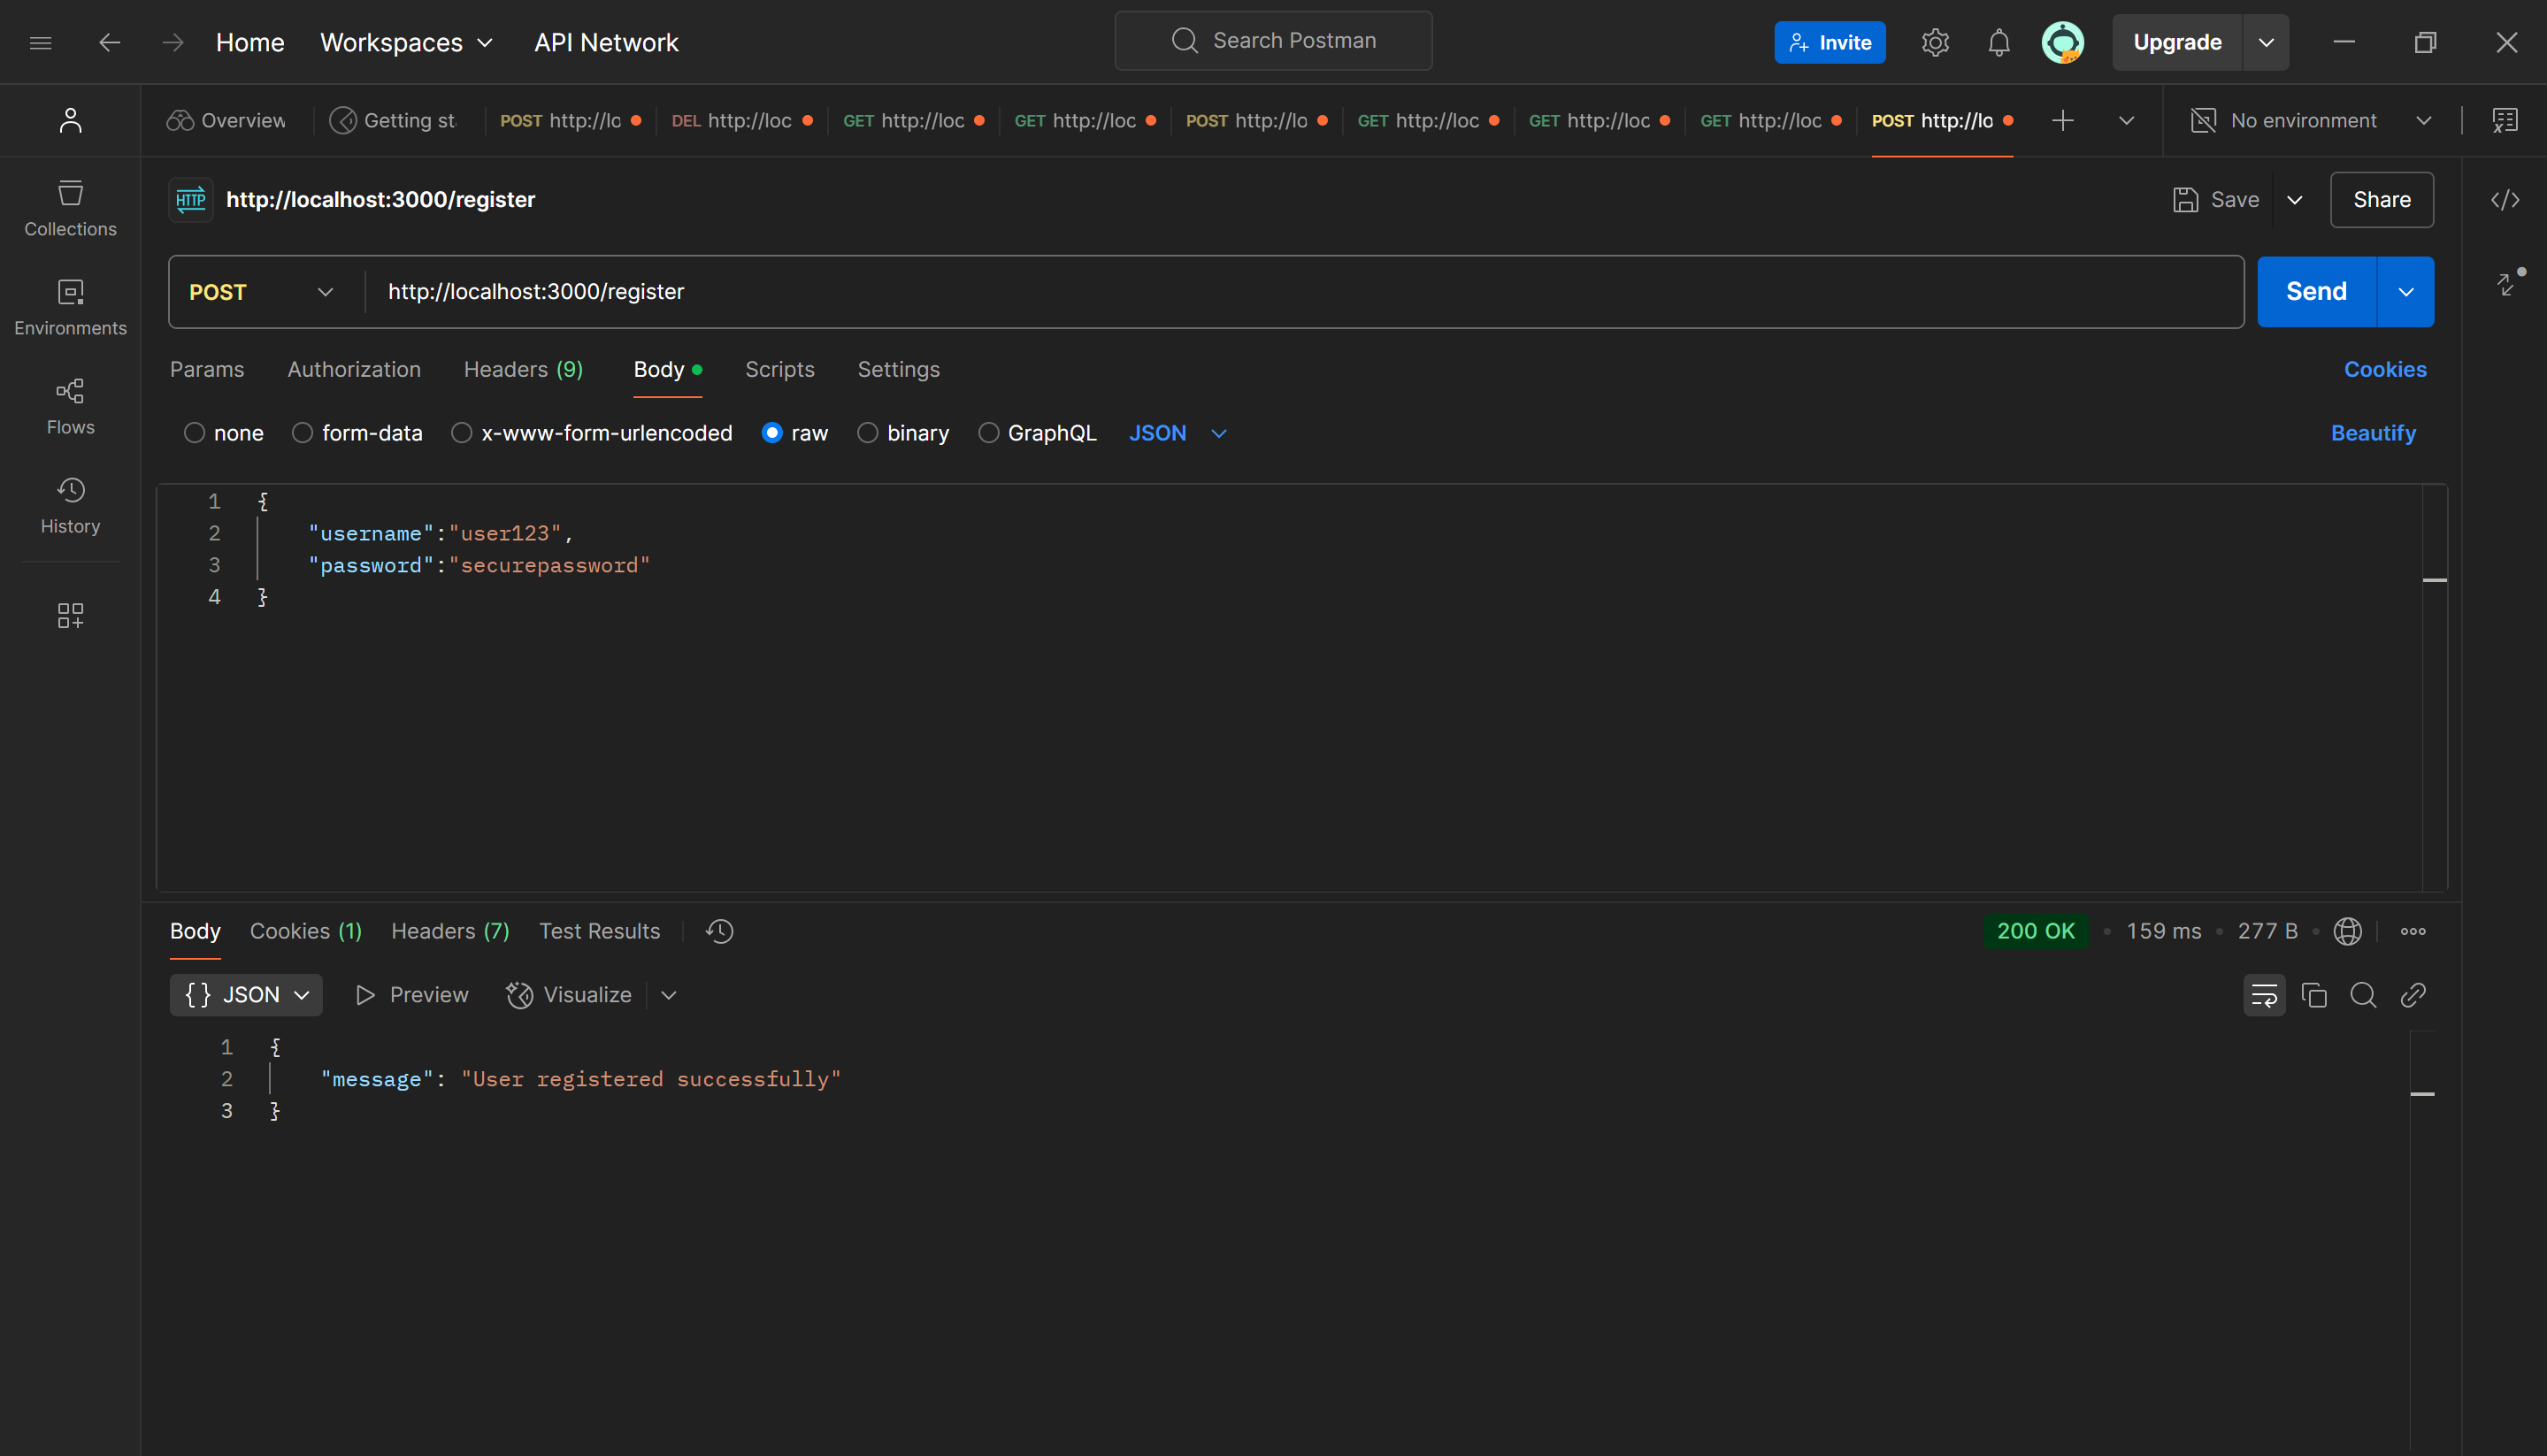 Home Workspaces API Network Search Postman Invite Upgrade
Overview Getting st POST http://lo DEL http://loc GET http://loc GET http://loc POST http://lo GET http://loc GET http://loc GET http://loc POST http://lo No environment
HTTP http://localhost:3000/register Save Share
Collections
Environments
Flows
History
POST http://localhost:3000/register Send
Params Authorization Headers (9) Body Scripts Settings Cookies
none form-data x-www-form-urlencoded raw binary GraphQL JSON Beautify
1 {
2 "username":"user123",
3 "password":"securepassword"
4 }
Body Cookies (1) Headers (7) Test Results 200 OK • 159 ms • 277 B •
{ } JSON Preview Visualize
1 {
2 "message": "User registered successfully"
3 }